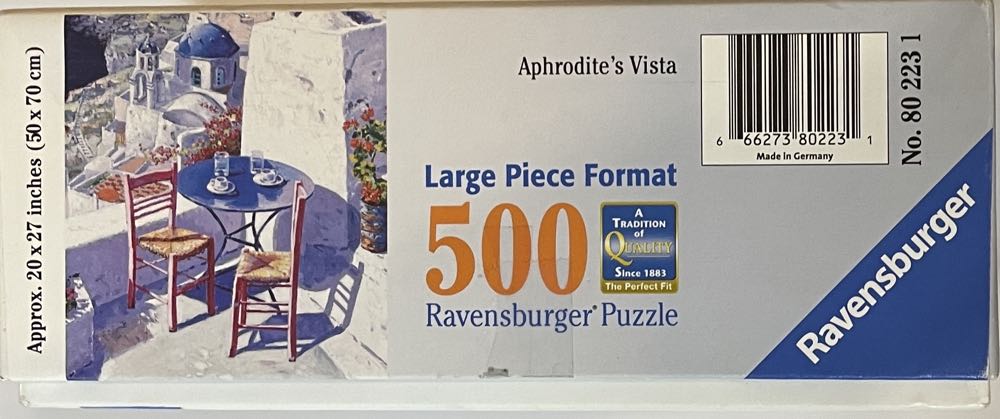 Approx. 20 x 27 inches (50 x 70 cm)
Aphrodite's Vista
Large Piece Format
500
Ravensburger® Puzzle
A
TRADITION
of
QUALITY
Since 1883
The Perfect Fit
6 66273 80223 1
Made in Germany
No. 80 223 1
Ravensburger